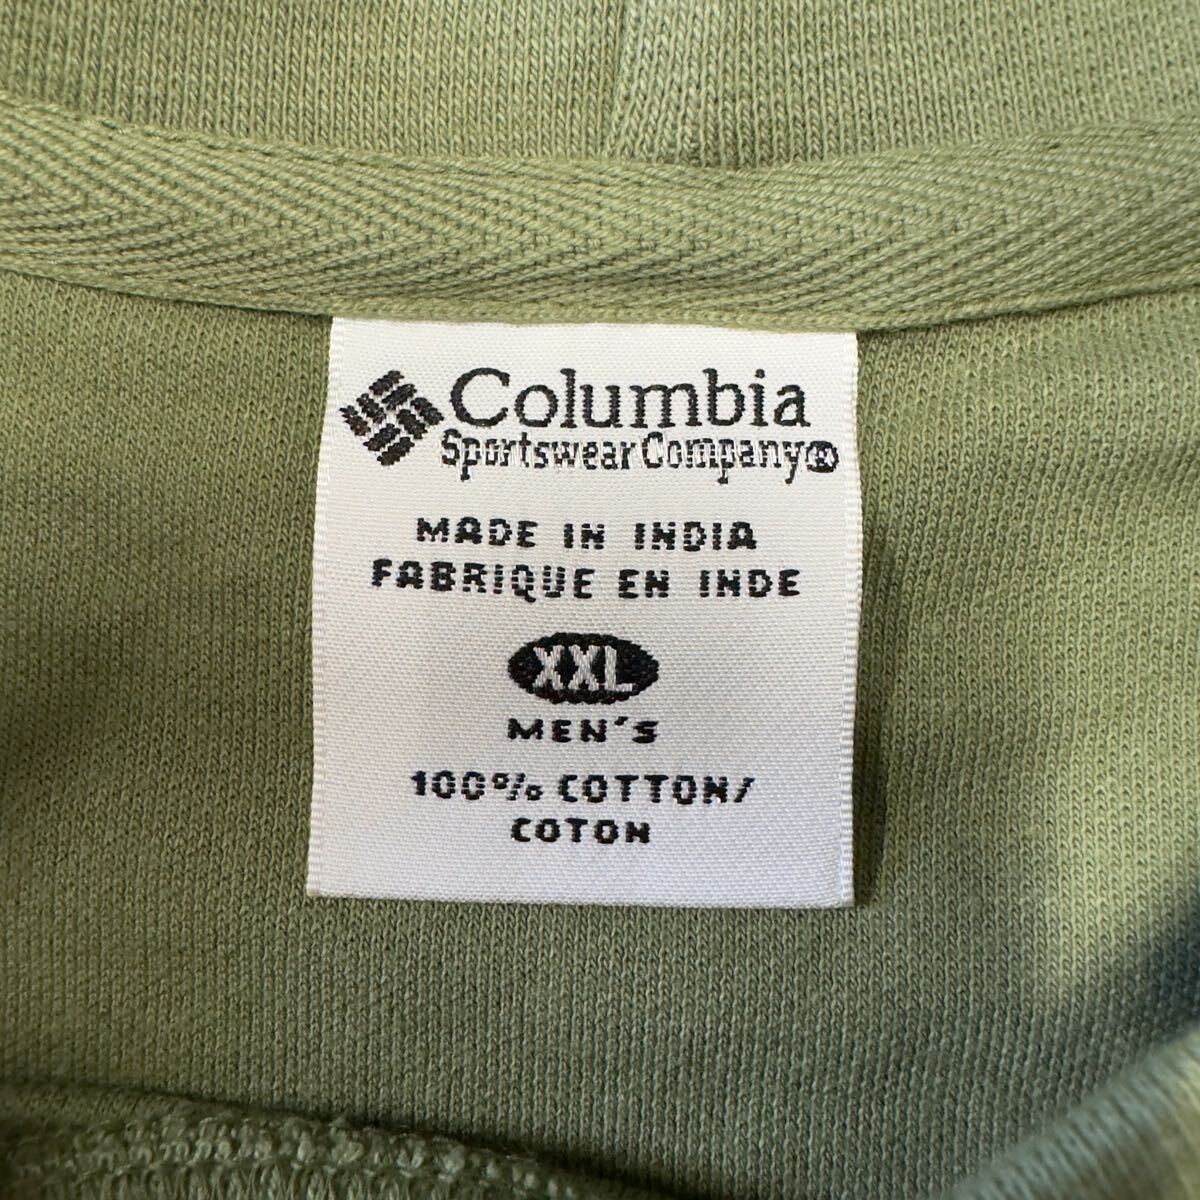 Columbia
Sportswear Company®
MADE IN INDIA
FABRIQUE EN INDE
XXL
MEN'S
100% COTTON/
COTON